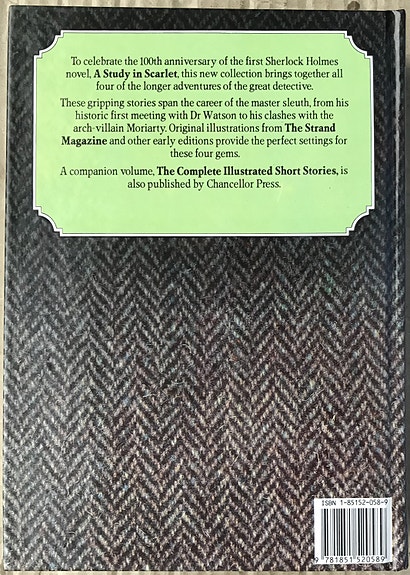 To celebrate the 100th anniversary of the first Sherlock Holmes
novel, A Study in Scarlet, this new collection brings together all
four of the longer adventures of the great detective.
These gripping stories span the career of the master sleuth, from his
historic first meeting with Dr Watson to his clashes with the
arch-villain Moriarty. Original illustrations from The Strand
Magazine and other early editions provide the perfect settings for
these four gems.
A companion volume, The Complete Illustrated Short Stories, is
also published by Chancellor Press.
ISBN 1-85152-058-9
9 781851 520589